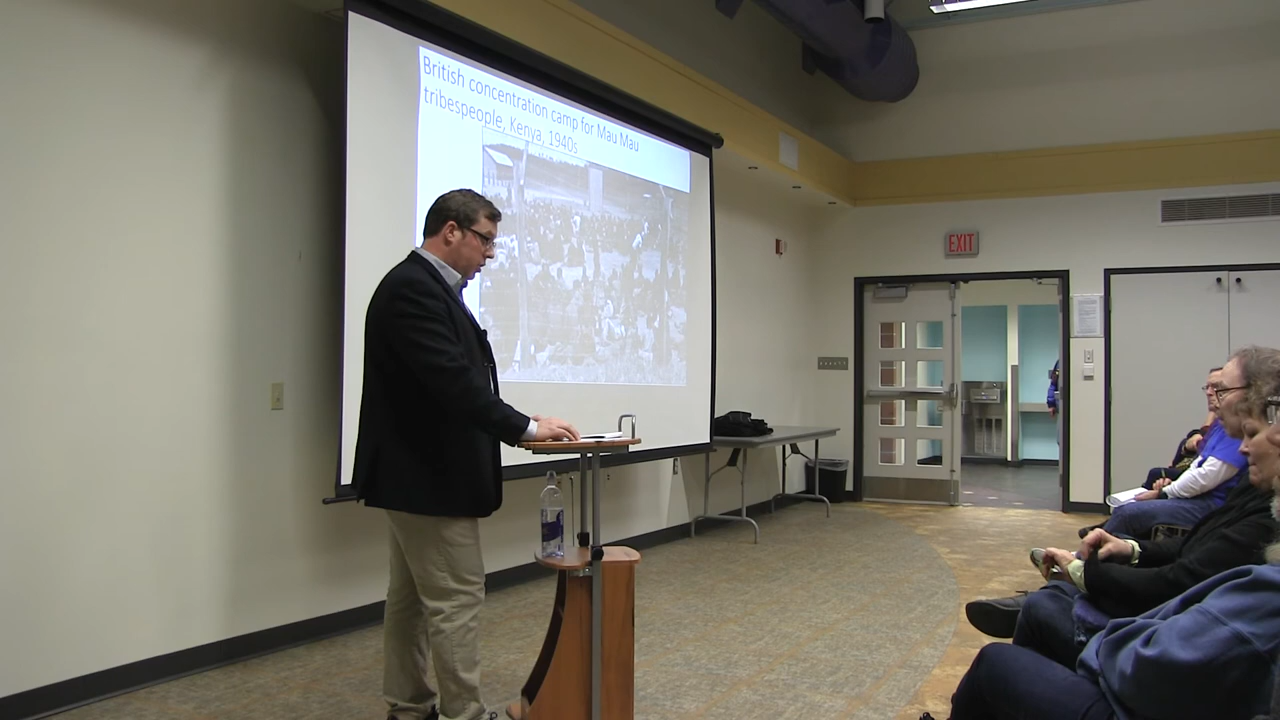 British concentration camp for Mau Mau
tribespeople, Kenya, 1940s
EXIT